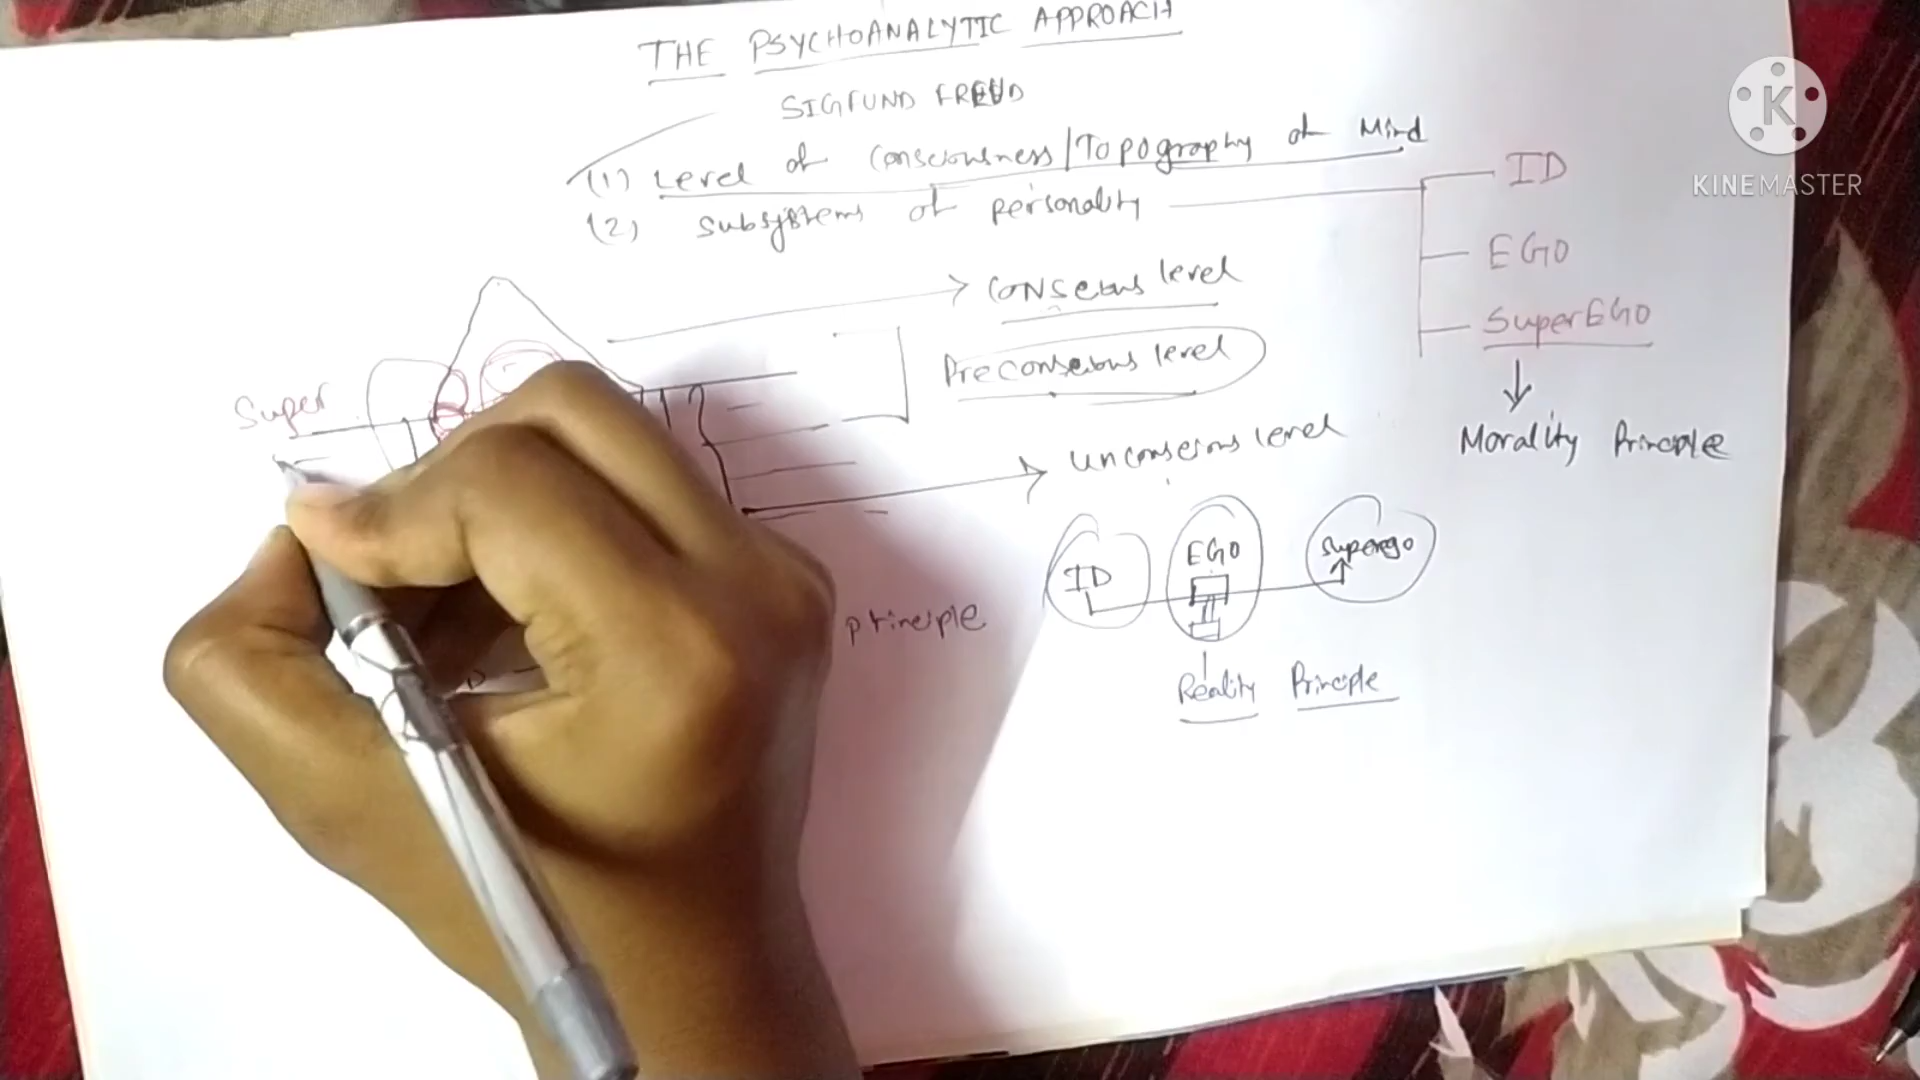 THE PSYCHOANALYTIC APPROACH
SIGFUND FREUD
(1) Level of Consciousness/Topography of Mind
(2) subsystems of personality
ID
EGO
SuperEGO
Morality Principle
Conscious level
Preconscious level
Unconscious level
Super
principle
ID EGO superego
Reality Principle
K
KINEMASTER